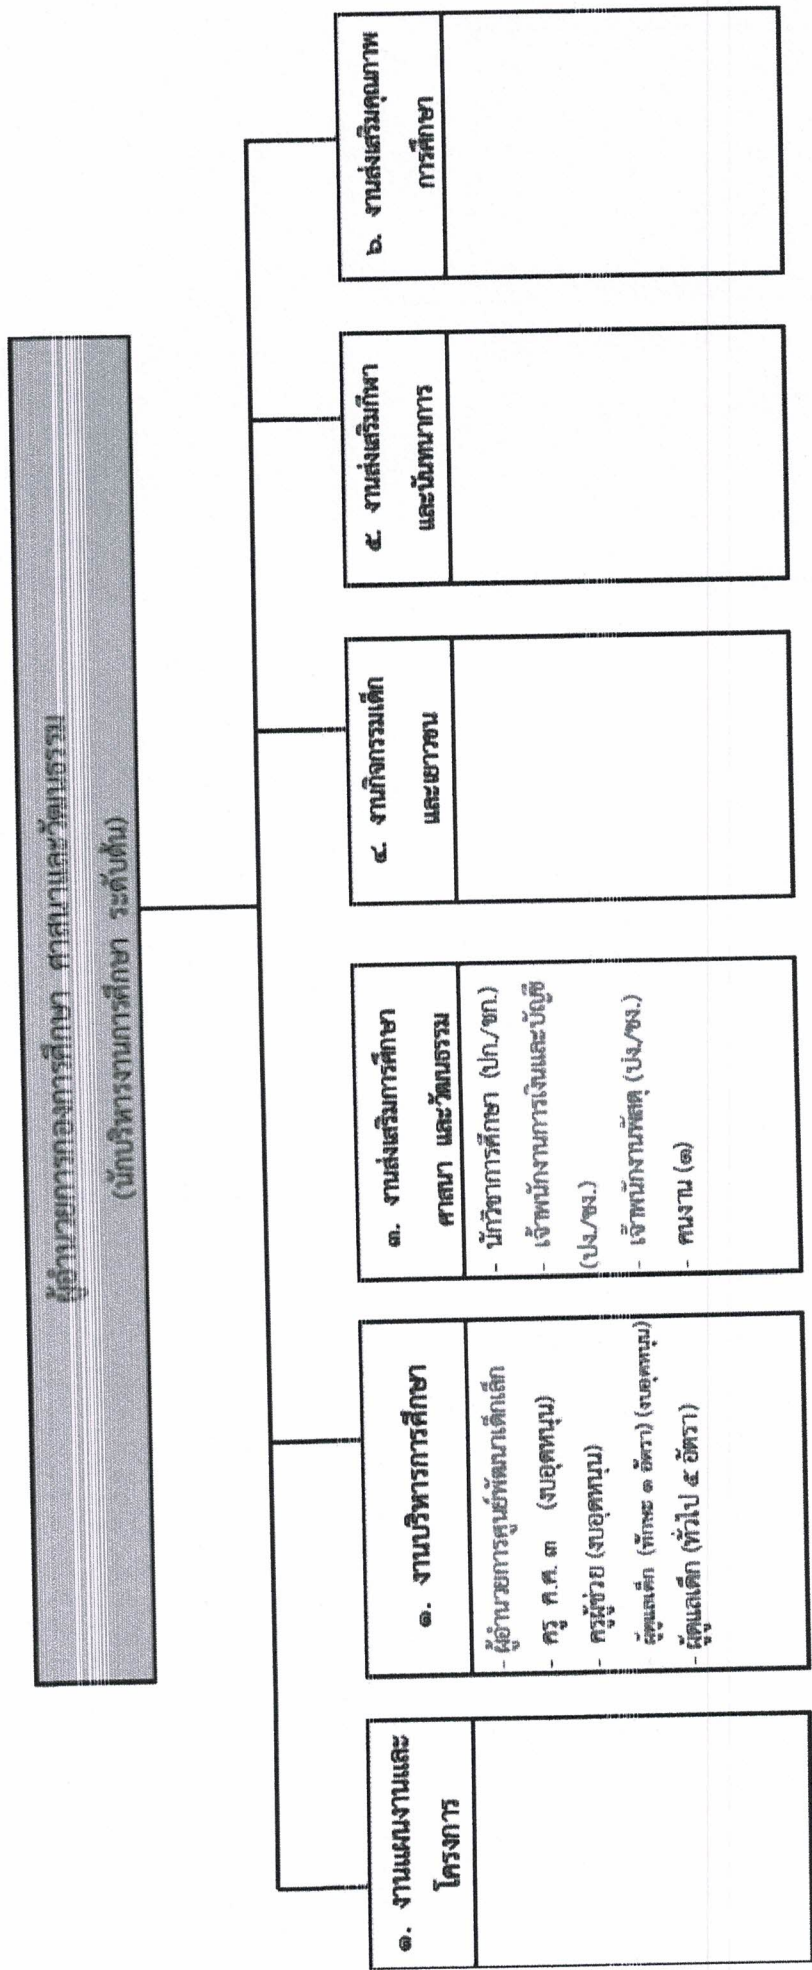 ผู้อำนวยการกองการศึกษา ศาสนาและวัฒนธรรม
(นักบริหารงานการศึกษา ระดับต้น)
๑. งานแผนงานและ
โครงการ
๑. งานบริหารการศึกษา
- ผู้อำนวยการศูนย์พัฒนาเด็กเล็ก
- ครู ค.ศ. ๓ (งบอุดหนุน)
- ครูผู้ช่วย (งบอุดหนุน)
ผู้ดูแลเด็ก (ทักษะ ๑ อัตรา) (งบอุดหนุน)
- ผู้ดูแลเด็ก (ทั่วไป ๕ อัตรา)
๓. งานส่งเสริมการศึกษา
ศาสนา และวัฒนธรรม
- นักวิชาการศึกษา (ปก./ชก.)
- เจ้าพนักงานการเงินและบัญชี
(ปง./ชง.)
- เจ้าพนักงานพัสดุ (ปง./ชง.)
- คนงาน (๑)
๔. งานกิจกรรมเด็ก
และเยาวชน
๕. งานส่งเสริมกีฬา
และนันทนาการ
๖. งานส่งเสริมคุณภาพ
การศึกษา